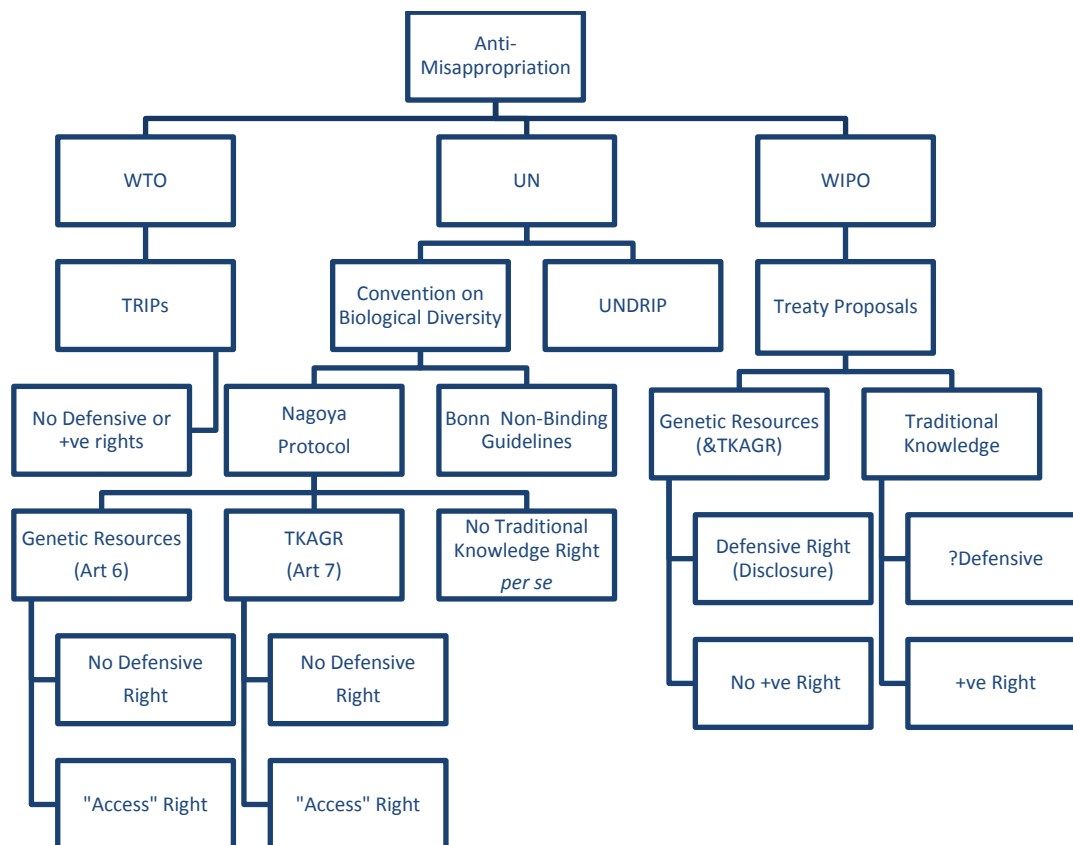 Anti-
Misappropriation
WTO
UN
WIPO
TRIPs
Convention on
Biological Diversity
UNDRIP
Treaty Proposals
No Defensive or
+ve rights
Nagoya
Protocol
Bonn Non-Binding
Guidelines
Genetic Resources
(&TKAGR)
Traditional
Knowledge
Genetic Resources
(Art 6)
TKAGR
(Art 7)
No Traditional
Knowledge Right
per se
Defensive Right
(Disclosure)
?Defensive
No Defensive
Right
No Defensive
Right
No +ve Right
+ve Right
"Access" Right
"Access" Right